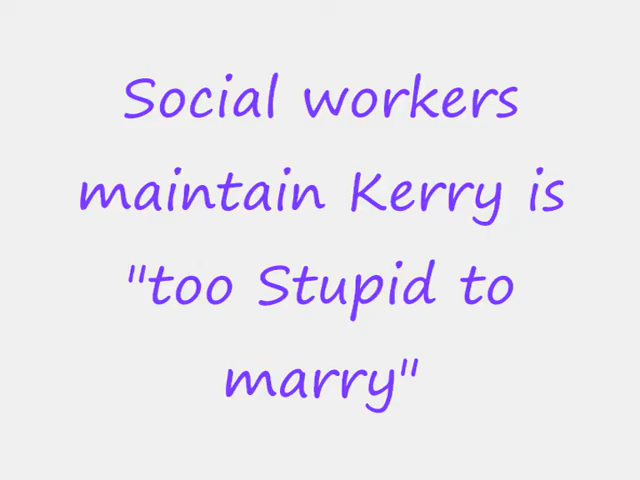 Social workers
maintain Kerry is
"too Stupid to
marry"